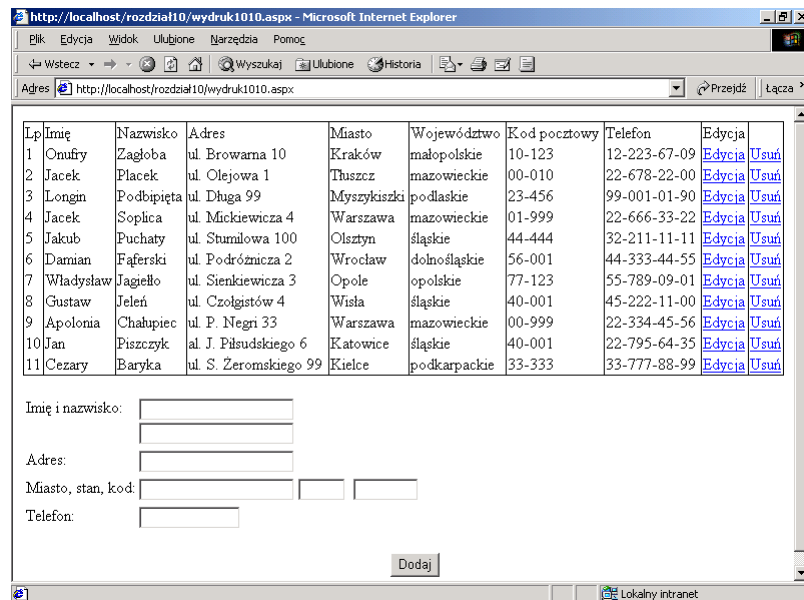 http://localhost/rozdział10/wydruk1010.aspx - Microsoft Internet Explorer
Plik Edycja Widok Ulubione Narzędzia Pomoc
Wstecz Wyszukaj Ulubione Historia
Adres http://localhost/rozdział10/wydruk1010.aspx Przejdź Łącza
Lp Imię Nazwisko Adres Miasto Województwo Kod pocztowy Telefon Edycja
1 Onufry Zagłoba ul. Browarna 10 Kraków małopolskie 10-123 12-223-67-09 Edycja Usuń
2 Jacek Placek ul. Olejowa 1 Tłuszcz mazowieckie 00-010 22-678-22-00 Edycja Usuń
3 Longin Podbipięta ul. Długa 99 Myszykiszki podlaskie 23-456 99-001-01-90 Edycja Usuń
4 Jacek Soplica ul. Mickiewicza 4 Warszawa mazowieckie 01-999 22-666-33-22 Edycja Usuń
5 Jakub Puchaty ul. Stumilowa 100 Olsztyn śląskie 44-444 32-211-11-11 Edycja Usuń
6 Damian Fąferski ul. Podróżnicza 2 Wrocław dolnośląskie 56-001 44-333-44-55 Edycja Usuń
7 Władysław Jagiełło ul. Sienkiewicza 3 Opole opolskie 77-123 55-789-09-01 Edycja Usuń
8 Gustaw Jeleń ul. Czołgistów 4 Wisła śląskie 40-001 45-222-11-00 Edycja Usuń
9 Apolonia Chałupiec ul. P. Negri 33 Warszawa mazowieckie 00-999 22-334-45-56 Edycja Usuń
10 Jan Piszczyk al. J. Piłsudskiego 6 Katowice śląskie 40-001 22-795-64-35 Edycja Usuń
11 Cezary Baryka ul. S. Żeromskiego 99 Kielce podkarpackie 33-333 33-777-88-99 Edycja Usuń
Imię i nazwisko:
Adres:
Miasto, stan, kod:
Telefon:
Dodaj
Lokalny intranet